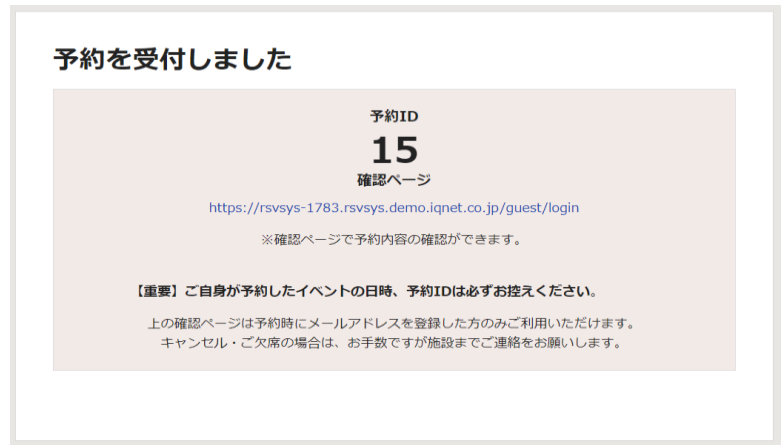 予約を受付しました
予約ID
15
確認ページ
https://rsvsys-1783.rsvsys.demo.iqnet.co.jp/guest/login
※確認ページで予約内容の確認ができます。
【重要】ご自身が予約したイベントの日時、予約IDは必ずお控えください。
上の確認ページは予約時にメールアドレスを登録した方のみご利用いただけます。
キャンセル・ご欠席の場合は、お手数ですが施設までご連絡をお願いします。